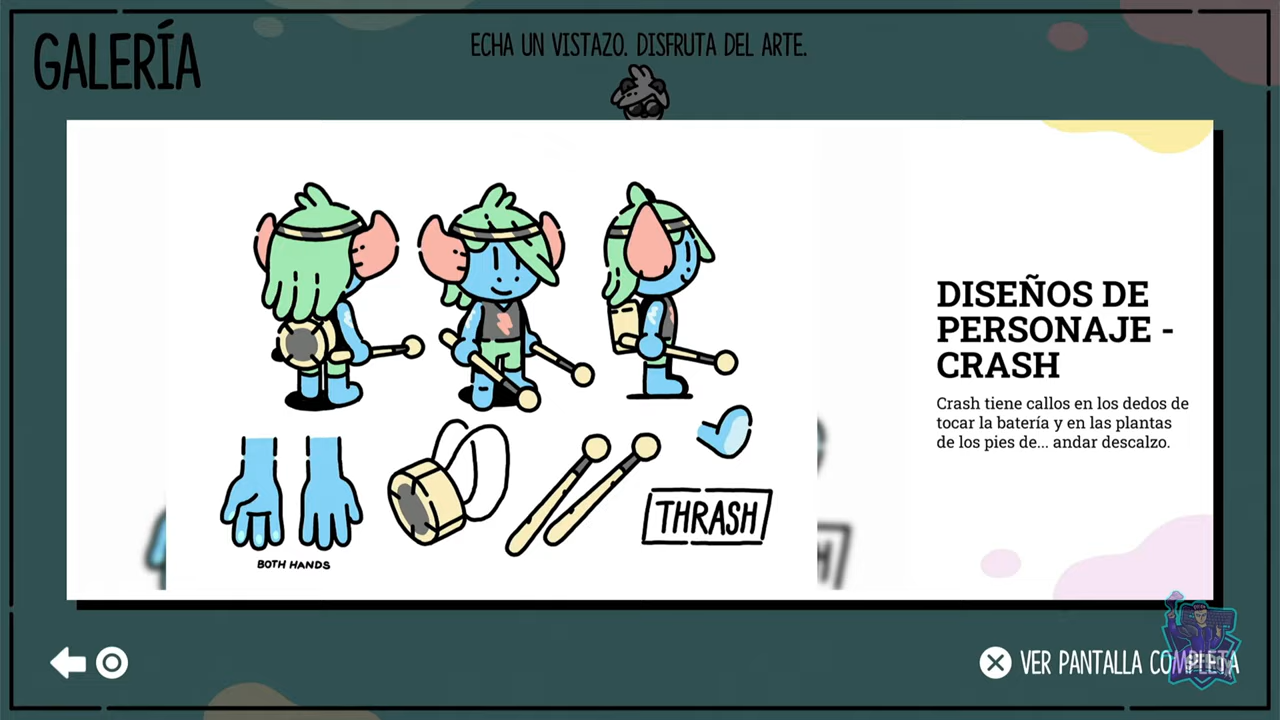 GALERÍA
ECHA UN VISTAZO. DISFRUTA DEL ARTE.
DISEÑOS DE
PERSONAJE -
CRASH
Crash tiene callos en los dedos de
tocar la batería y en las plantas
de los pies de... andar descalzo.
BOTH HANDS
THRASH
VER PANTALLA COMPLETA